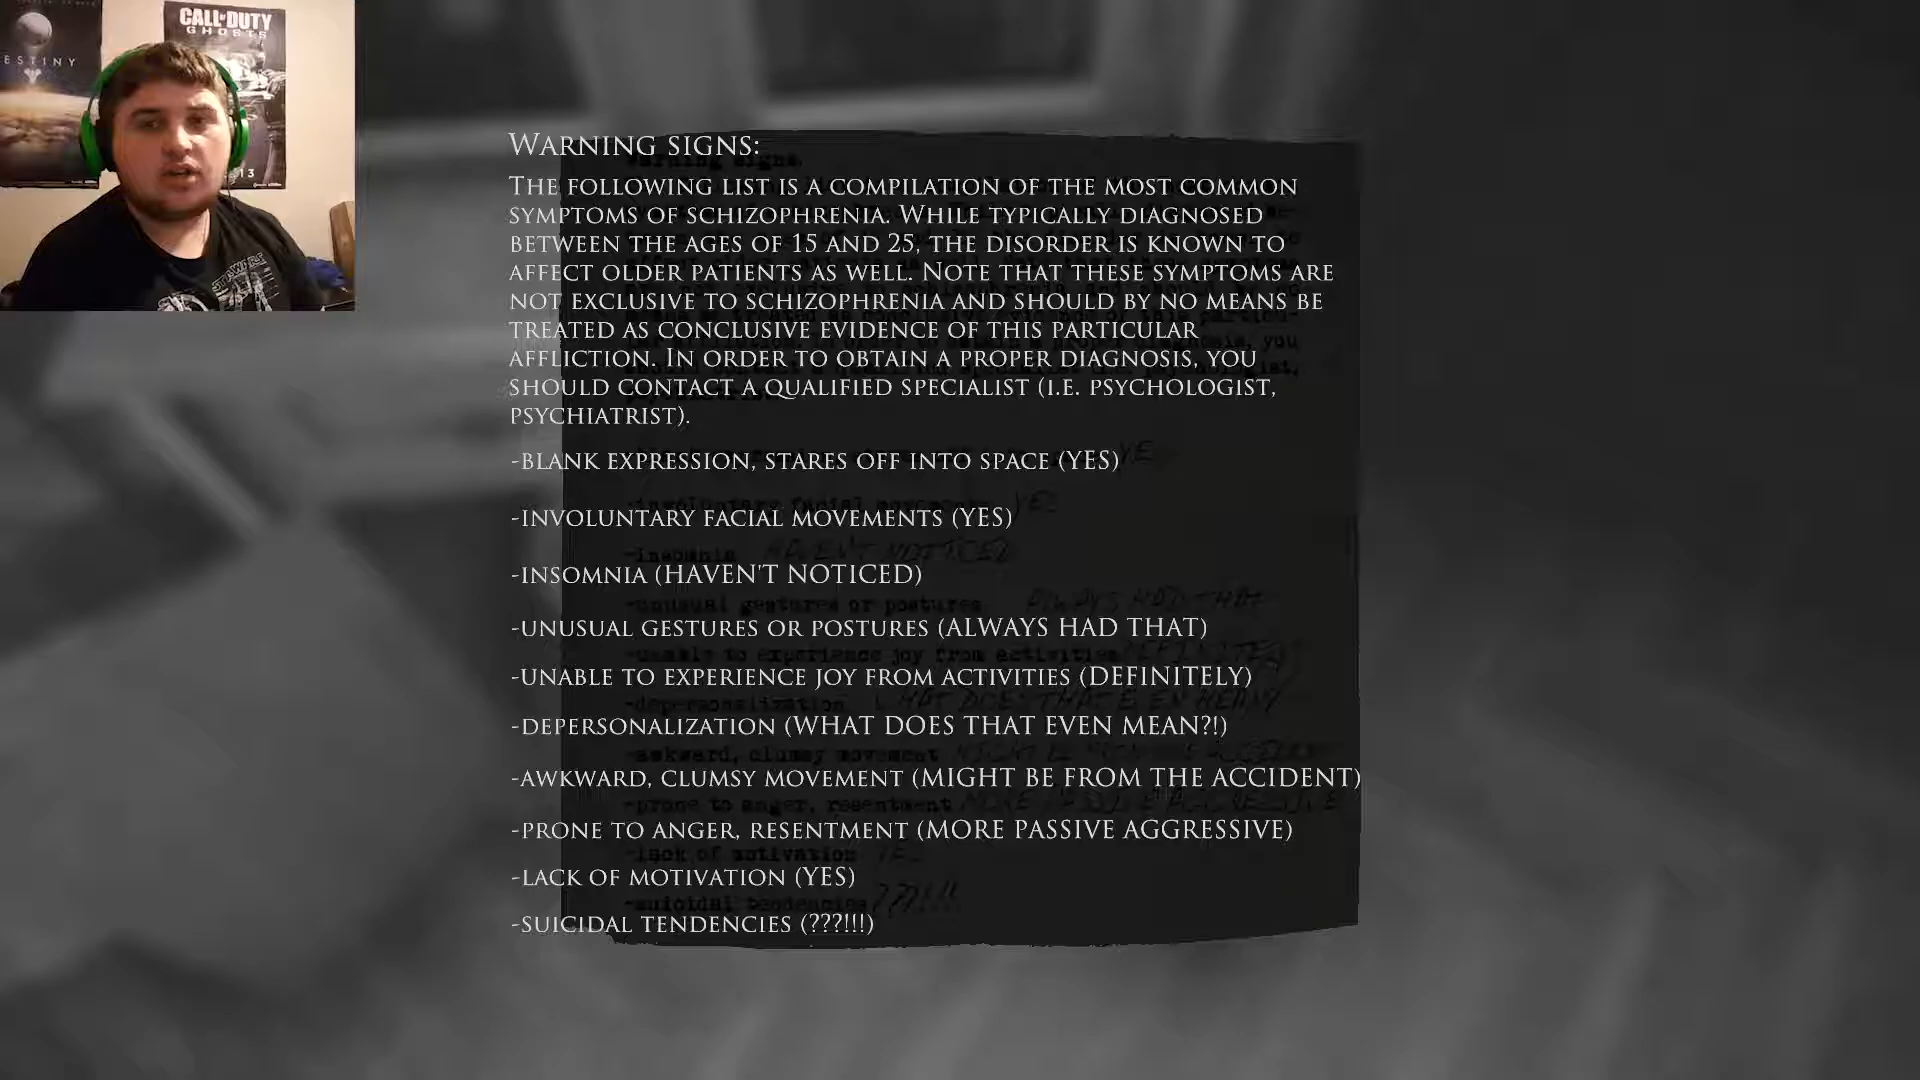 CALL OF DUTY
GHOSTS
ESTINY
13
WARNING SIGNS:
THE FOLLOWING LIST IS A COMPILATION OF THE MOST COMMON
SYMPTOMS OF SCHIZOPHRENIA. WHILE TYPICALLY DIAGNOSED
BETWEEN THE AGES OF 15 AND 25, THE DISORDER IS KNOWN TO
AFFECT OLDER PATIENTS AS WELL. NOTE THAT THESE SYMPTOMS ARE
NOT EXCLUSIVE TO SCHIZOPHRENIA AND SHOULD BY NO MEANS BE
TREATED AS CONCLUSIVE EVIDENCE OF THIS PARTICULAR
AFFLICTION. IN ORDER TO OBTAIN A PROPER DIAGNOSIS, YOU
SHOULD CONTACT A QUALIFIED SPECIALIST (I.E. PSYCHOLOGIST,
PSYCHIATRIST).
-BLANK EXPRESSION, STARES OFF INTO SPACE (YES)
-INVOLUNTARY FACIAL MOVEMENTS (YES)
-INSOMNIA (HAVEN'T NOTICED)
-UNUSUAL GESTURES OR POSTURES (ALWAYS HAD THAT)
-UNABLE TO EXPERIENCE JOY FROM ACTIVITIES (DEFINITELY)
-DEPERSONALIZATION (WHAT DOES THAT EVEN MEAN?!)
-AWKWARD, CLUMSY MOVEMENT (MIGHT BE FROM THE ACCIDENT)
-PRONE TO ANGER, RESENTMENT (MORE PASSIVE AGGRESSIVE)
-LACK OF MOTIVATION (YES)
-SUICIDAL TENDENCIES (???!!!)